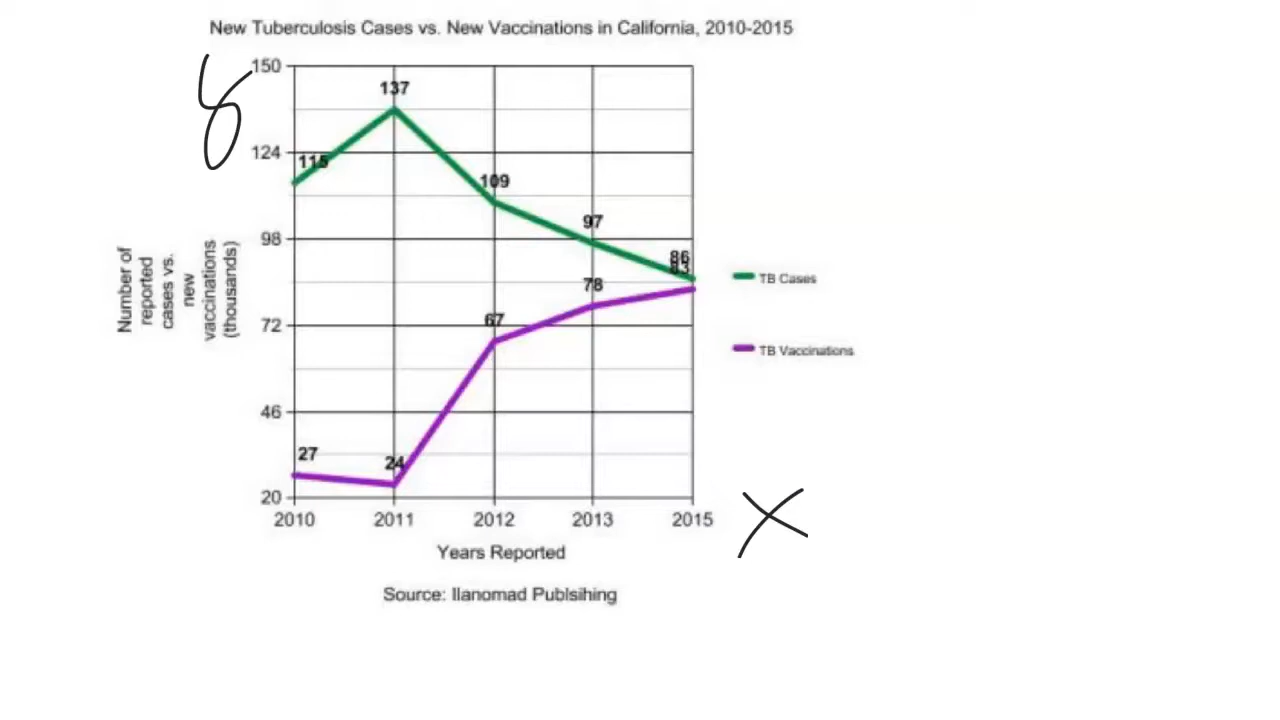 New Tuberculosis Cases vs. New Vaccinations in California, 2010-2015
150
137
124
115
109
98
97
86
83
78
72
67
46
27
24
20
Number of
reported
cases vs.
new
vaccinations
(thousands)
TB Cases
TB Vaccinations
2010 2011 2012 2013 2015
X
Years Reported
Source: llanomad Publsihing